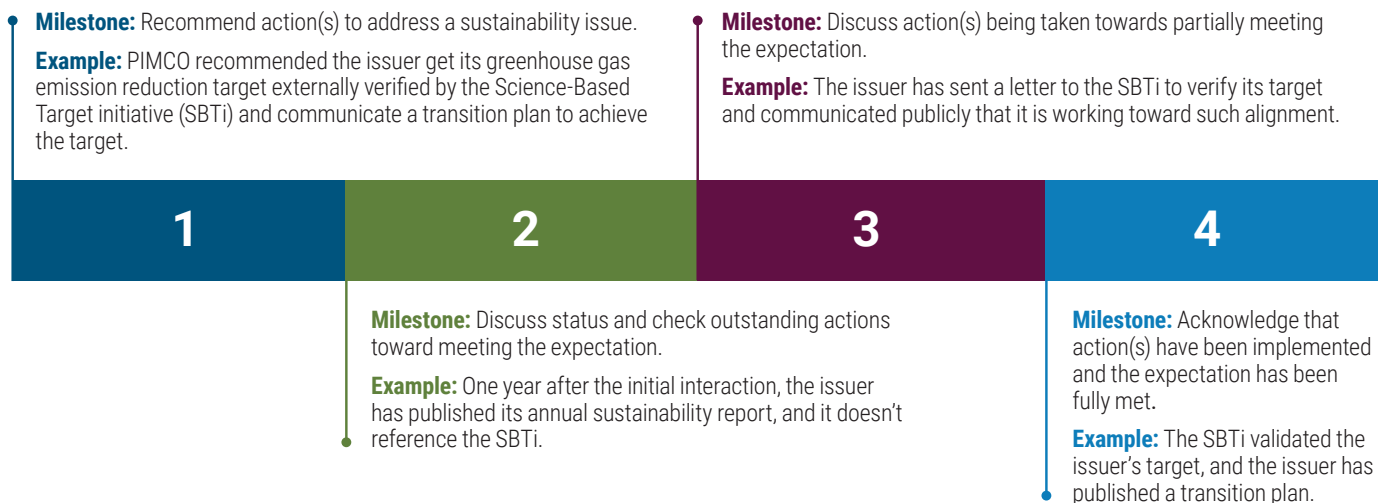 Milestone: Recommend action(s) to address a sustainability issue.
Example: PIMCO recommended the issuer get its greenhouse gas
emission reduction target externally verified by the Science-Based
Target initiative (SBTi) and communicate a transition plan to achieve
the target.
Milestone: Discuss action(s) being taken towards partially meeting
the expectation.
Example: The issuer has sent a letter to the SBTi to verify its target
and communicated publicly that it is working toward such alignment.
1
2
3
4
Milestone: Discuss status and check outstanding actions
toward meeting the expectation.
Example: One year after the initial interaction, the issuer
has published its annual sustainability report, and it doesn’t
reference the SBTi.
Milestone: Acknowledge that
action(s) have been implemented
and the expectation has been
fully met.
Example: The SBTi validated the
issuer’s target, and the issuer has
published a transition plan.